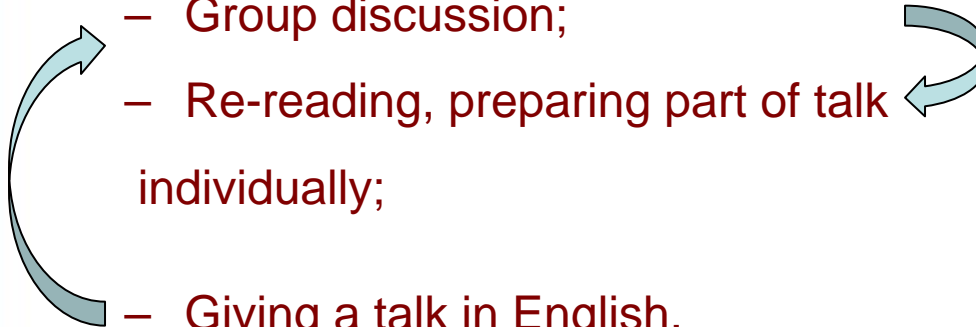 – Group discussion;
– Re-reading, preparing part of talk
individually;
– Giving a talk in English.